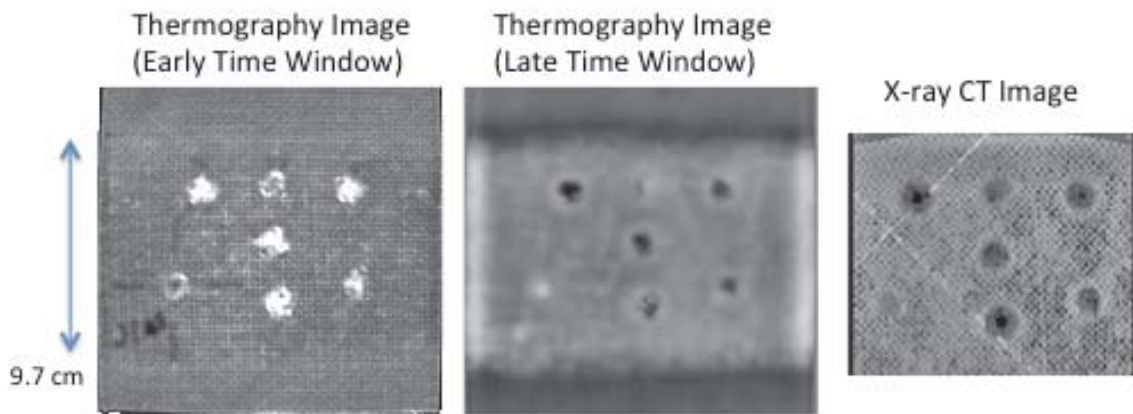 Thermography Image
(Early Time Window)
Thermography Image
(Late Time Window)
X-ray CT Image
9.7 cm